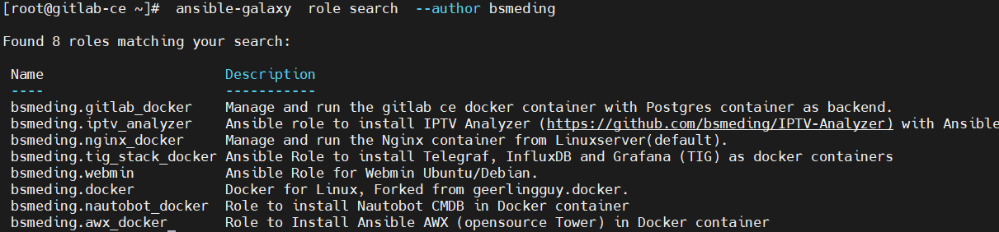 [root@gitlab-ce ~]# ansible-galaxy role search --author bsmeding
Found 8 roles matching your search:
Name Description
---- -----------
bsmeding.gitlab_docker Manage and run the gitlab ce docker container with Postgres container as backend.
bsmeding.iptv_analyzer Ansible role to install IPTV Analyzer (https://github.com/bsmeding/IPTV-Analyzer) with Ansible
bsmeding.nginx_docker Manage and run the Nginx container from Linuxserver(default).
bsmeding.tig_stack_docker Ansible Role to install Telegraf, InfluxDB and Grafana (TIG) as docker containers
bsmeding.webmin Ansible Role for Webmin Ubuntu/Debian.
bsmeding.docker Docker for Linux, Forked from geerlingguy.docker.
bsmeding.nautobot_docker Role to install Nautobot CMDB in Docker container
bsmeding.awx_docker Role to Install Ansible AWX (opensource Tower) in Docker container